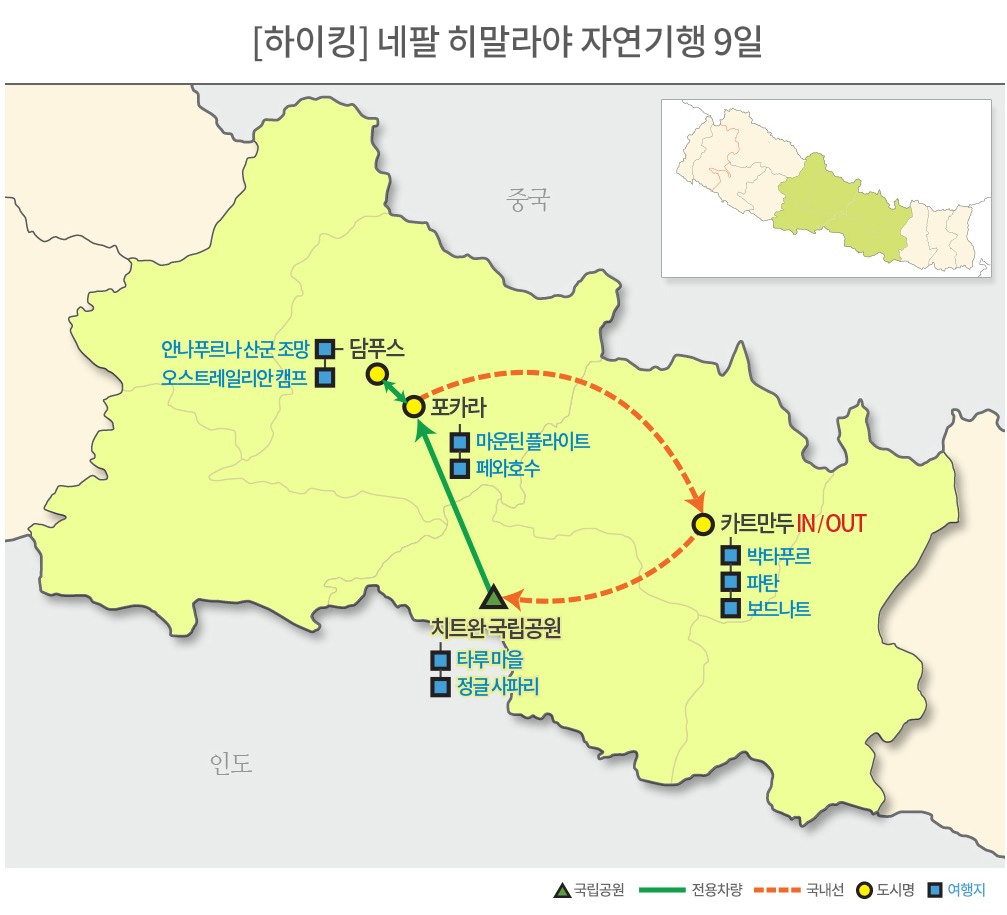 [하이킹] 네팔 히말라야 자연기행 9일
중국
안나푸르나 산군 조망
담푸스
오스트레일리안 캠프
포카라
마운틴 플라이트
페와호수
카트만두 IN / OUT
박타푸르
파탄
보드나트
치트완 국립공원
타루 마을
정글 사파리
인도
국립공원 전용차량 국내선 도시명 여행지